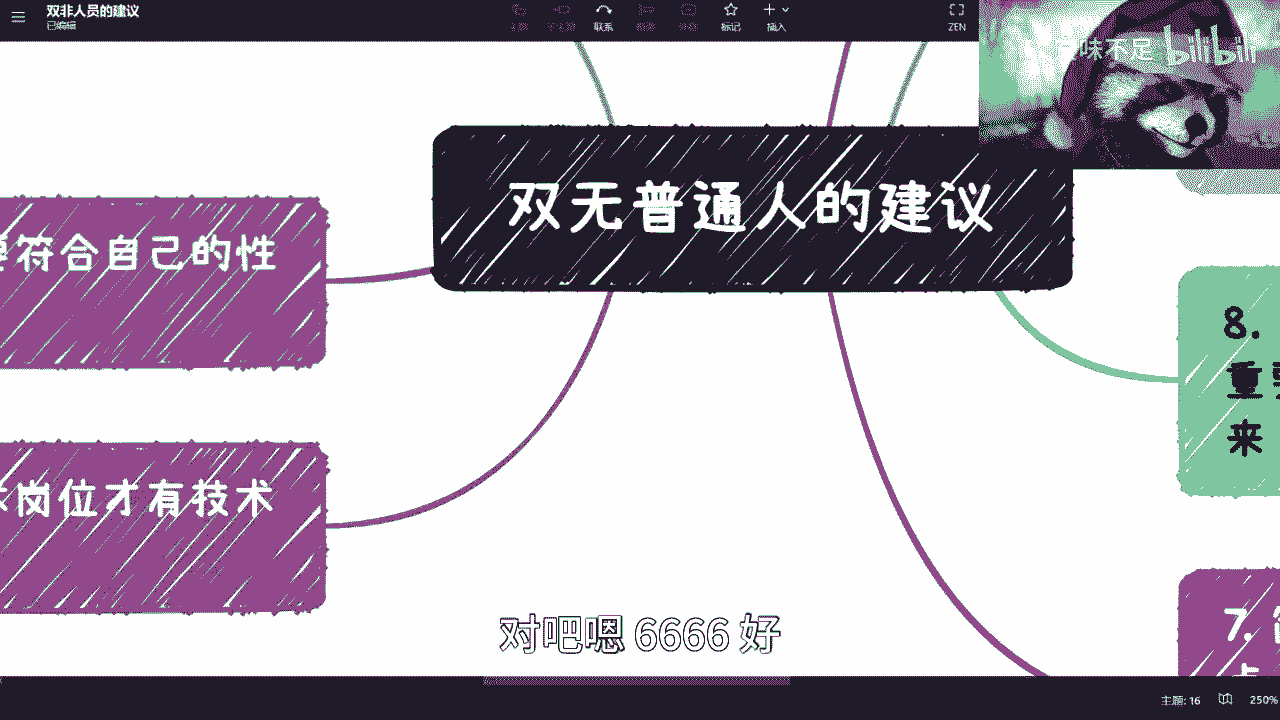 双非人员的建议
已编辑
联系
标记
插入
ZEN
味不足 bilibili
双无普通人的建议
符合自己的性
岗位才有技术
8.
重
来
7.
对吧嗯 6666 好
主题: 16
250%